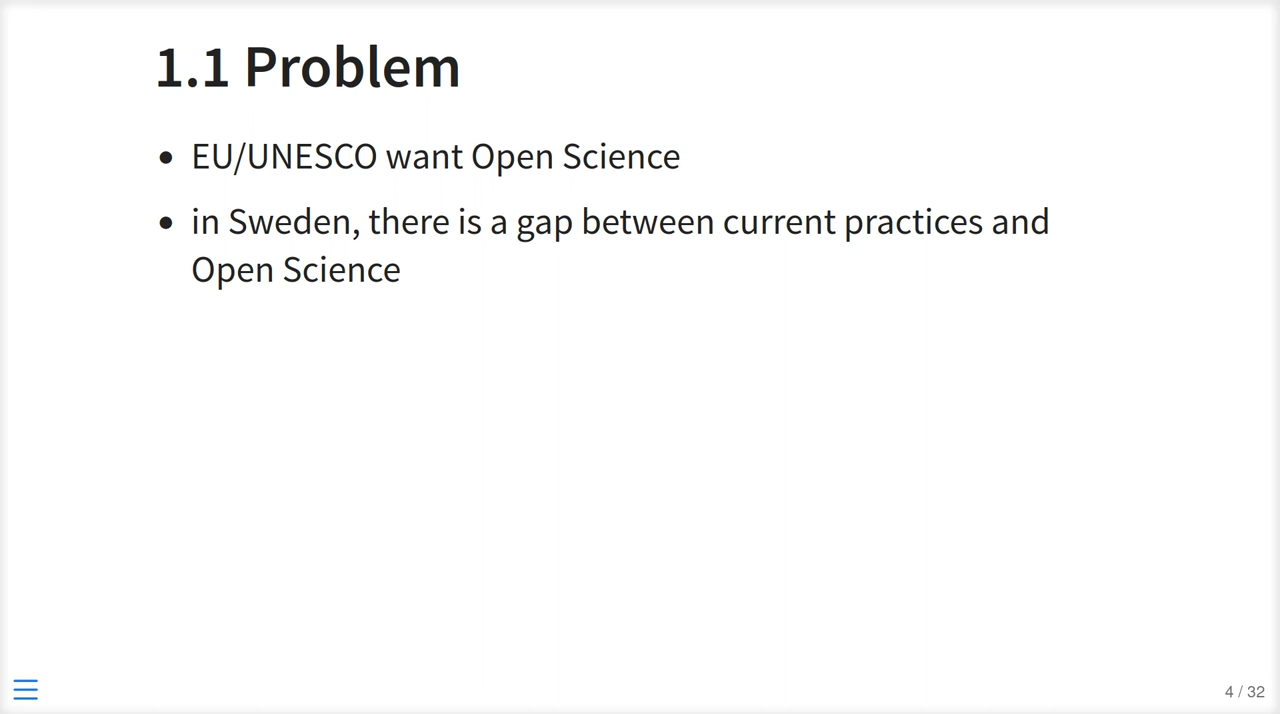 1.1 Problem
• EU/UNESCO want Open Science
• in Sweden, there is a gap between current practices and
Open Science
4 / 32